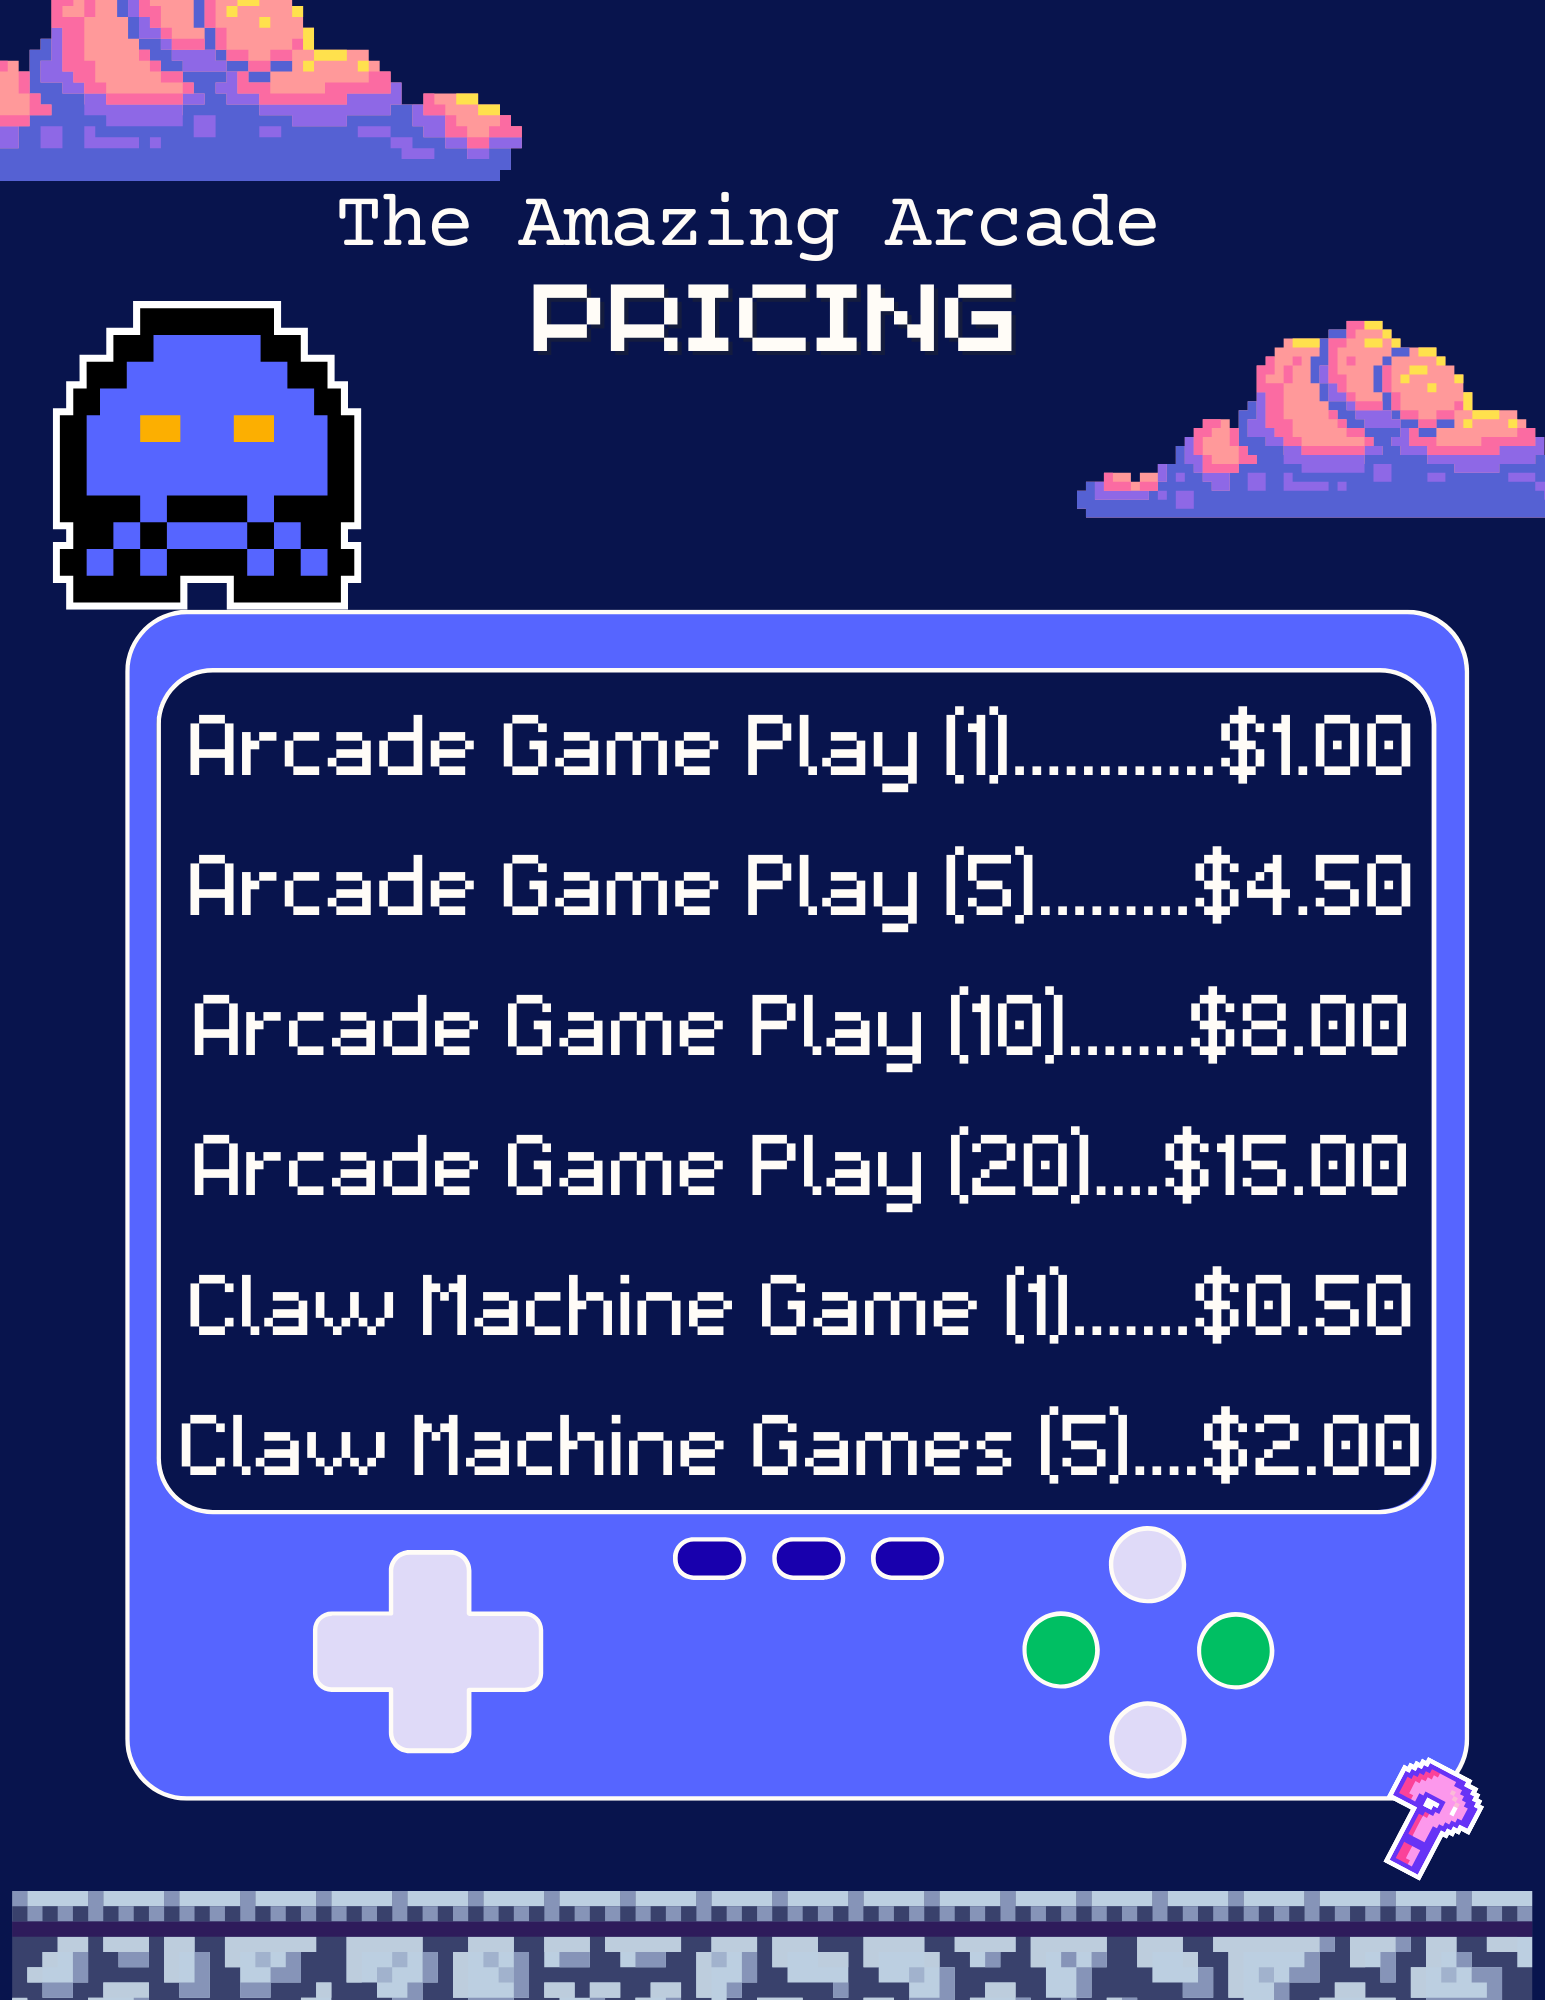 The Amazing Arcade
PRICING
Arcade Game Play (1)............$1.00
Arcade Game Play (5).........$4.50
Arcade Game Play (10).......$8.00
Arcade Game Play (20)....$15.00
Claw Machine Game (1).......$0.50
Claw Machine Games (5)....$2.00
?